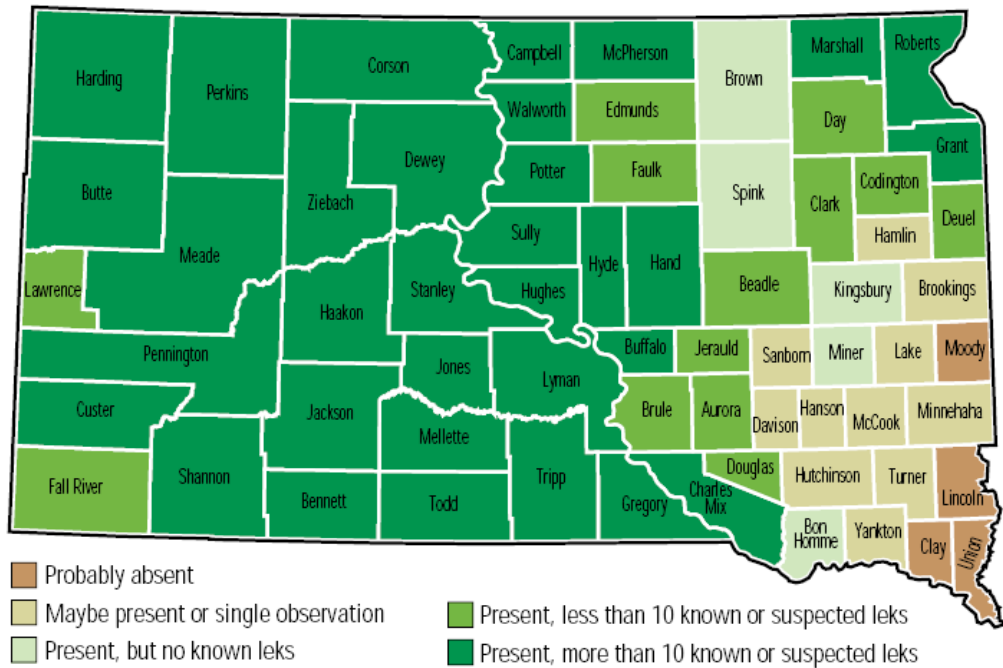 Harding
Perkins
Corson
Campbell
McPherson
Brown
Marshall
Roberts
Walworth
Edmunds
Day
Dewey
Grant
Butte
Ziebach
Potter
Faulk
Spink
Clark
Codington
Deuel
Meade
Sully
Hyde
Hand
Hamlin
Lawrence
Stanley
Hughes
Beadle
Kingsbury
Brookings
Haakon
Pennington
Jones
Lyman
Buffalo
Jerauld
Sanborn
Miner
Lake
Moody
Custer
Jackson
Mellette
Brule
Aurora
Davison
Hanson
McCook
Minnehaha
Fall River
Shannon
Bennett
Todd
Tripp
Gregory
Charles
Mix
Douglas
Hutchinson
Turner
Lincoln
Bon
Homme
Yankton
Clay
Union
Probably absent
Maybe present or single observation
Present, but no known leks
Present, less than 10 known or suspected leks
Present, more than 10 known or suspected leks